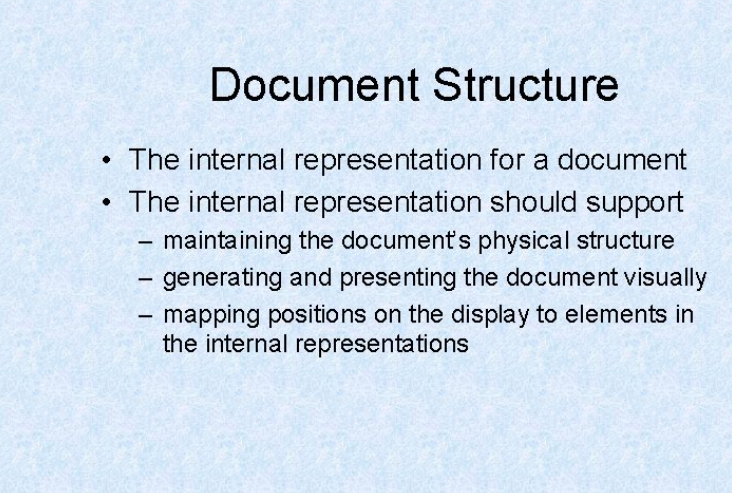 Document Structure
• The internal representation for a document
• The internal representation should support
– maintaining the document's physical structure
– generating and presenting the document visually
– mapping positions on the display to elements in
the internal representations